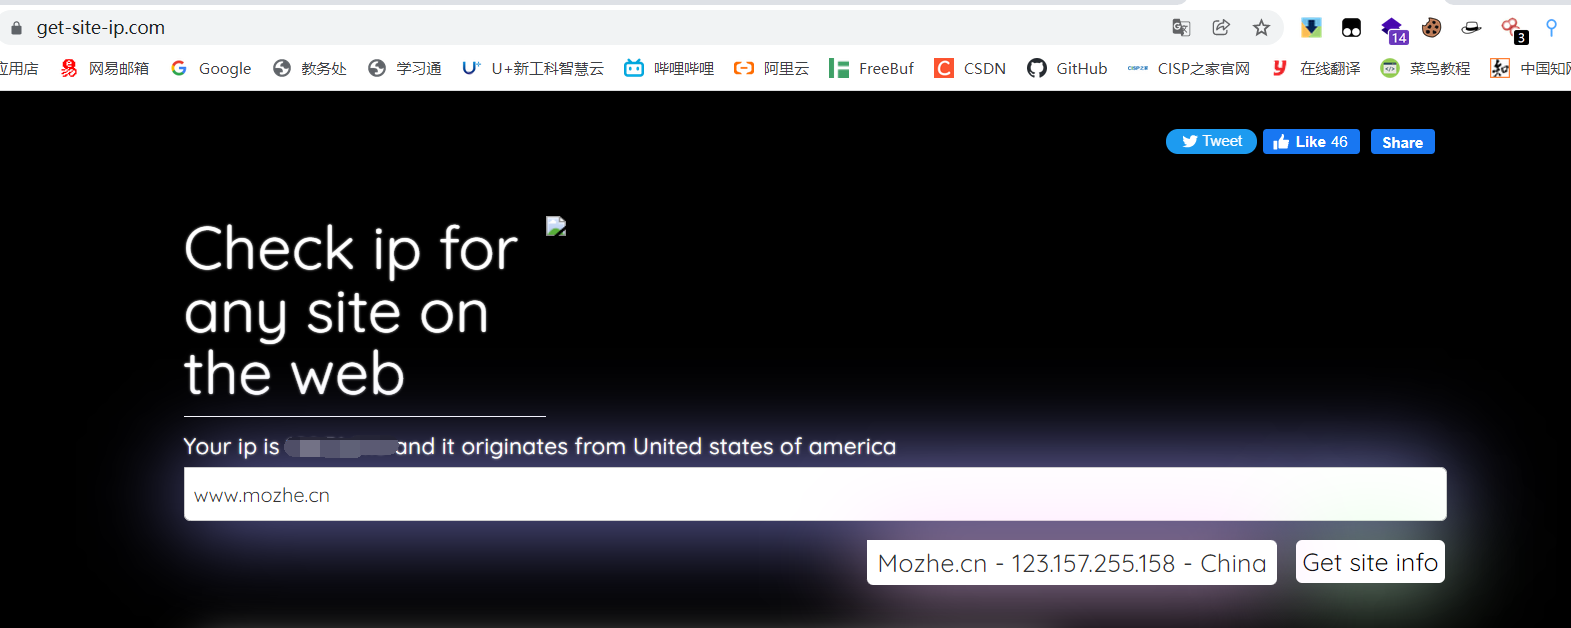 get-site-ip.com
14
3
应用店 网易邮箱 Google 教务处 学习通 U+新工科智慧云 哔哩哔哩 阿里云 FreeBuf CSDN GitHub CISP之家官网 在线翻译 菜鸟教程 中国知网
Tweet Like 46 Share
Check ip for
any site on
the web
Your ip is and it originates from United states of america
www.mozhe.cn
Mozhe.cn - 123.157.255.158 - China Get site info